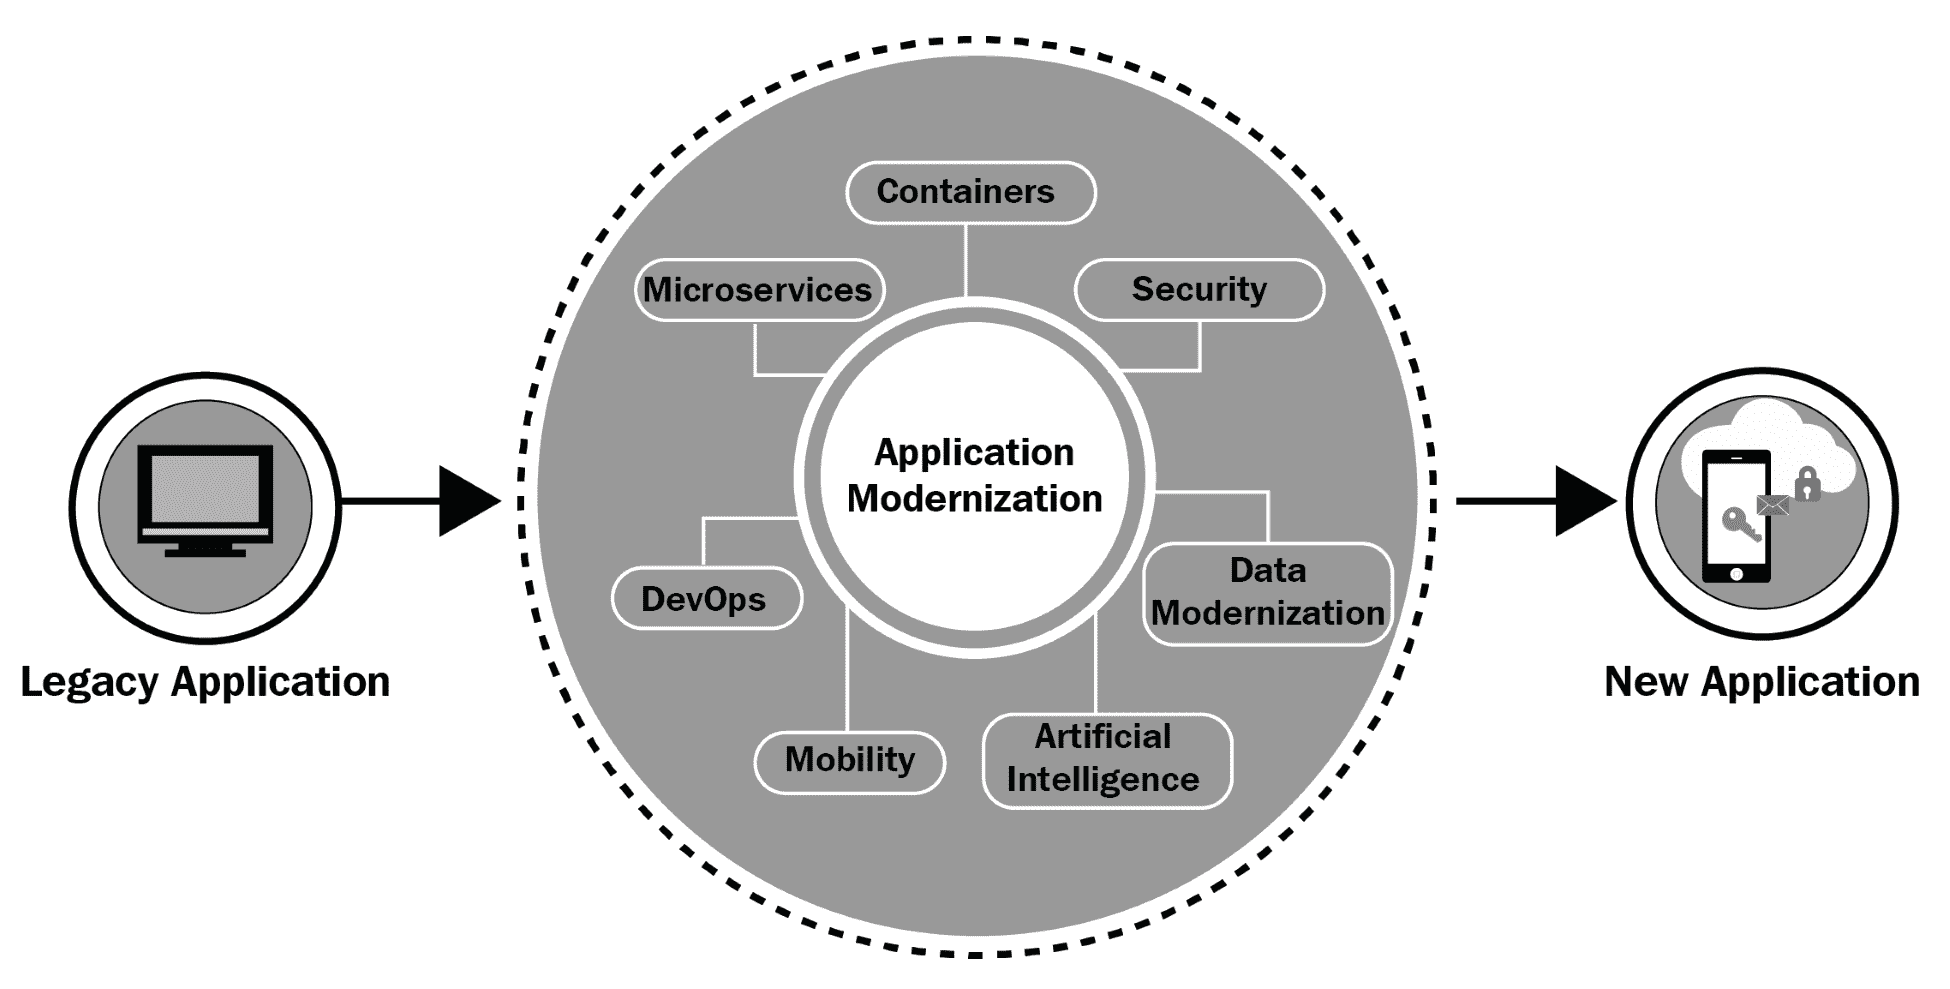 Containers
Microservices
Security
Application
Modernization
DevOps
Data
Modernization
Mobility
Artificial
Intelligence
Legacy Application
New Application